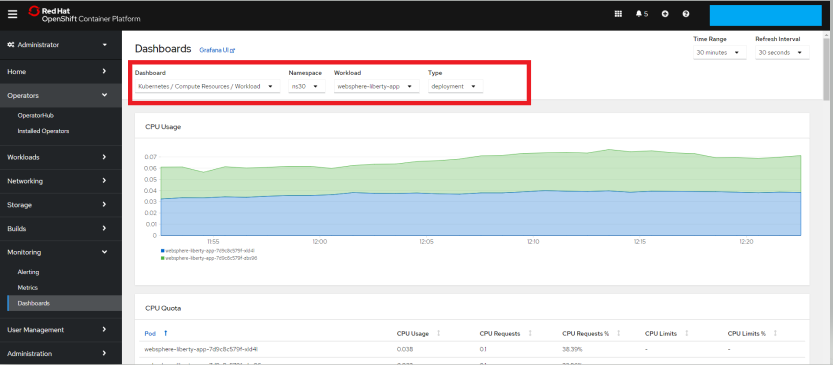 Red Hat
OpenShift Container Platform
5
Administrator
Home
Operators
OperatorHub
Installed Operators
Workloads
Networking
Storage
Builds
Monitoring
Alerting
Metrics
Dashboards
User Management
Administration
Dashboards Grafana UI
Time Range Refresh Interval
30 minutes 30 seconds
Dashboard Namespace Workload Type
Kubernetes / Compute Resources / Workload ns30 websphere-liberty-app deployment
CPU Usage
0.07
0.06
0.05
0.04
0.03
0.02
0.01
0
11:55 12:00 12:05 12:10 12:15 12:20
websphere-liberty-app-7d9c8c579f-xld4l
websphere-liberty-app-7d9c8c579f-zbx96
CPU Quota
Pod CPU Usage CPU Requests CPU Requests % CPU Limits CPU Limits %
websphere-liberty-app-7d9c8c579f-xld4l 0.038 0.1 38.39% - -